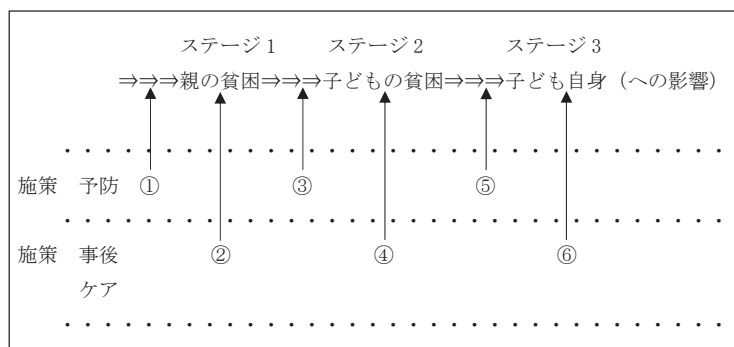 ステージ1 ステージ2 ステージ3
⇒⇒⇒親の貧困⇒⇒⇒子どもの貧困⇒⇒⇒子ども自身（への影響）
施策 予防 ① ③ ⑤
施策 事後 ② ④ ⑥
ケア